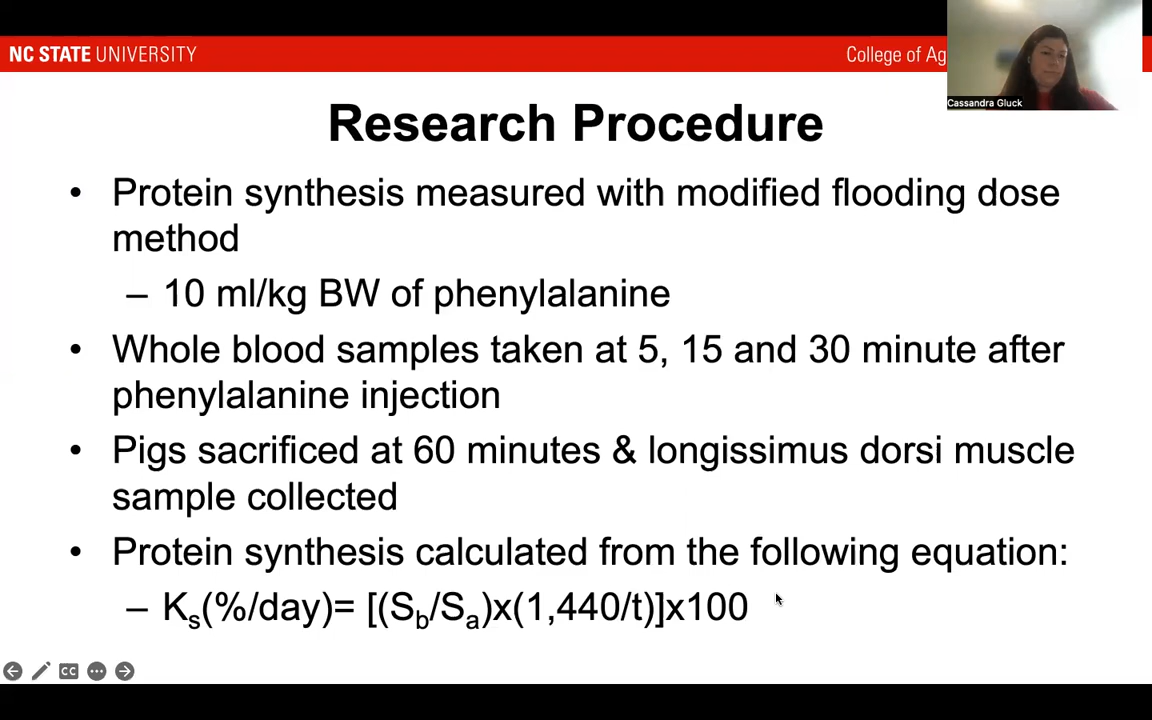 NC STATE UNIVERSITY
College of Ag
Cassandra Gluck
Research Procedure
• Protein synthesis measured with modified flooding dose
method
– 10 ml/kg BW of phenylalanine
• Whole blood samples taken at 5, 15 and 30 minute after
phenylalanine injection
• Pigs sacrificed at 60 minutes & longissimus dorsi muscle
sample collected
• Protein synthesis calculated from the following equation:
– Ks(%/day)= [(Sb/Sa)x(1,440/t)]x100
CC